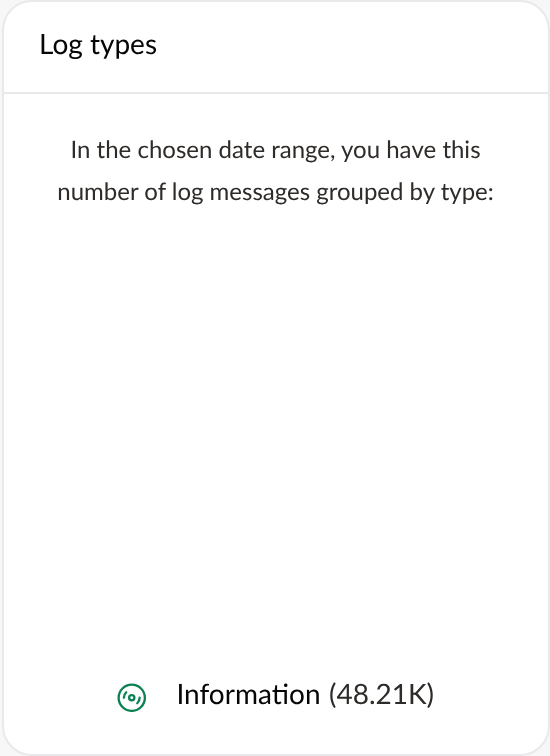 Log types
In the chosen date range, you have this
number of log messages grouped by type:
Information (48.21K)